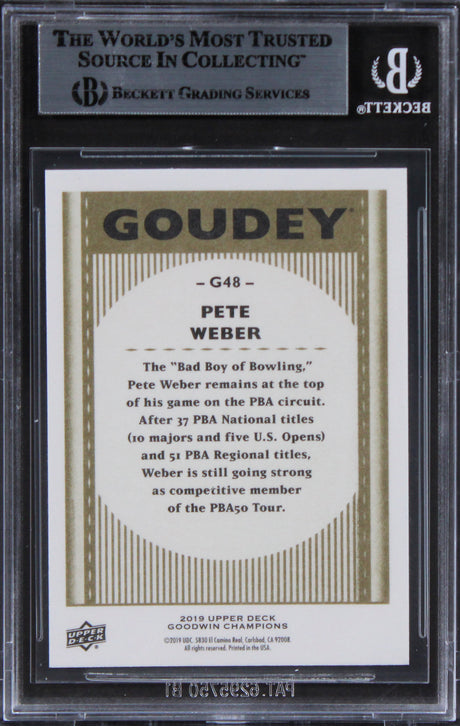 THE WORLD'S MOST TRUSTED
SOURCE IN COLLECTING™
B BECKETT GRADING SERVICES
B
BECKETT®
GOUDEY®
– G48 –
PETE
WEBER
The "Bad Boy of Bowling,"
Pete Weber remains at the top
of his game on the PBA circuit.
After 37 PBA National titles
(10 majors and five U.S. Opens)
and 51 PBA Regional titles,
Weber is still going strong
as competitive member
of the PBA50 Tour.
2019 UPPER DECK
GOODWIN CHAMPIONS
©2019 UDC. 5830 El Camino Real, Carlsbad, CA 92008.
All rights reserved. Printed in the USA.
UPPER
DECK
PAT. 6295750 B1